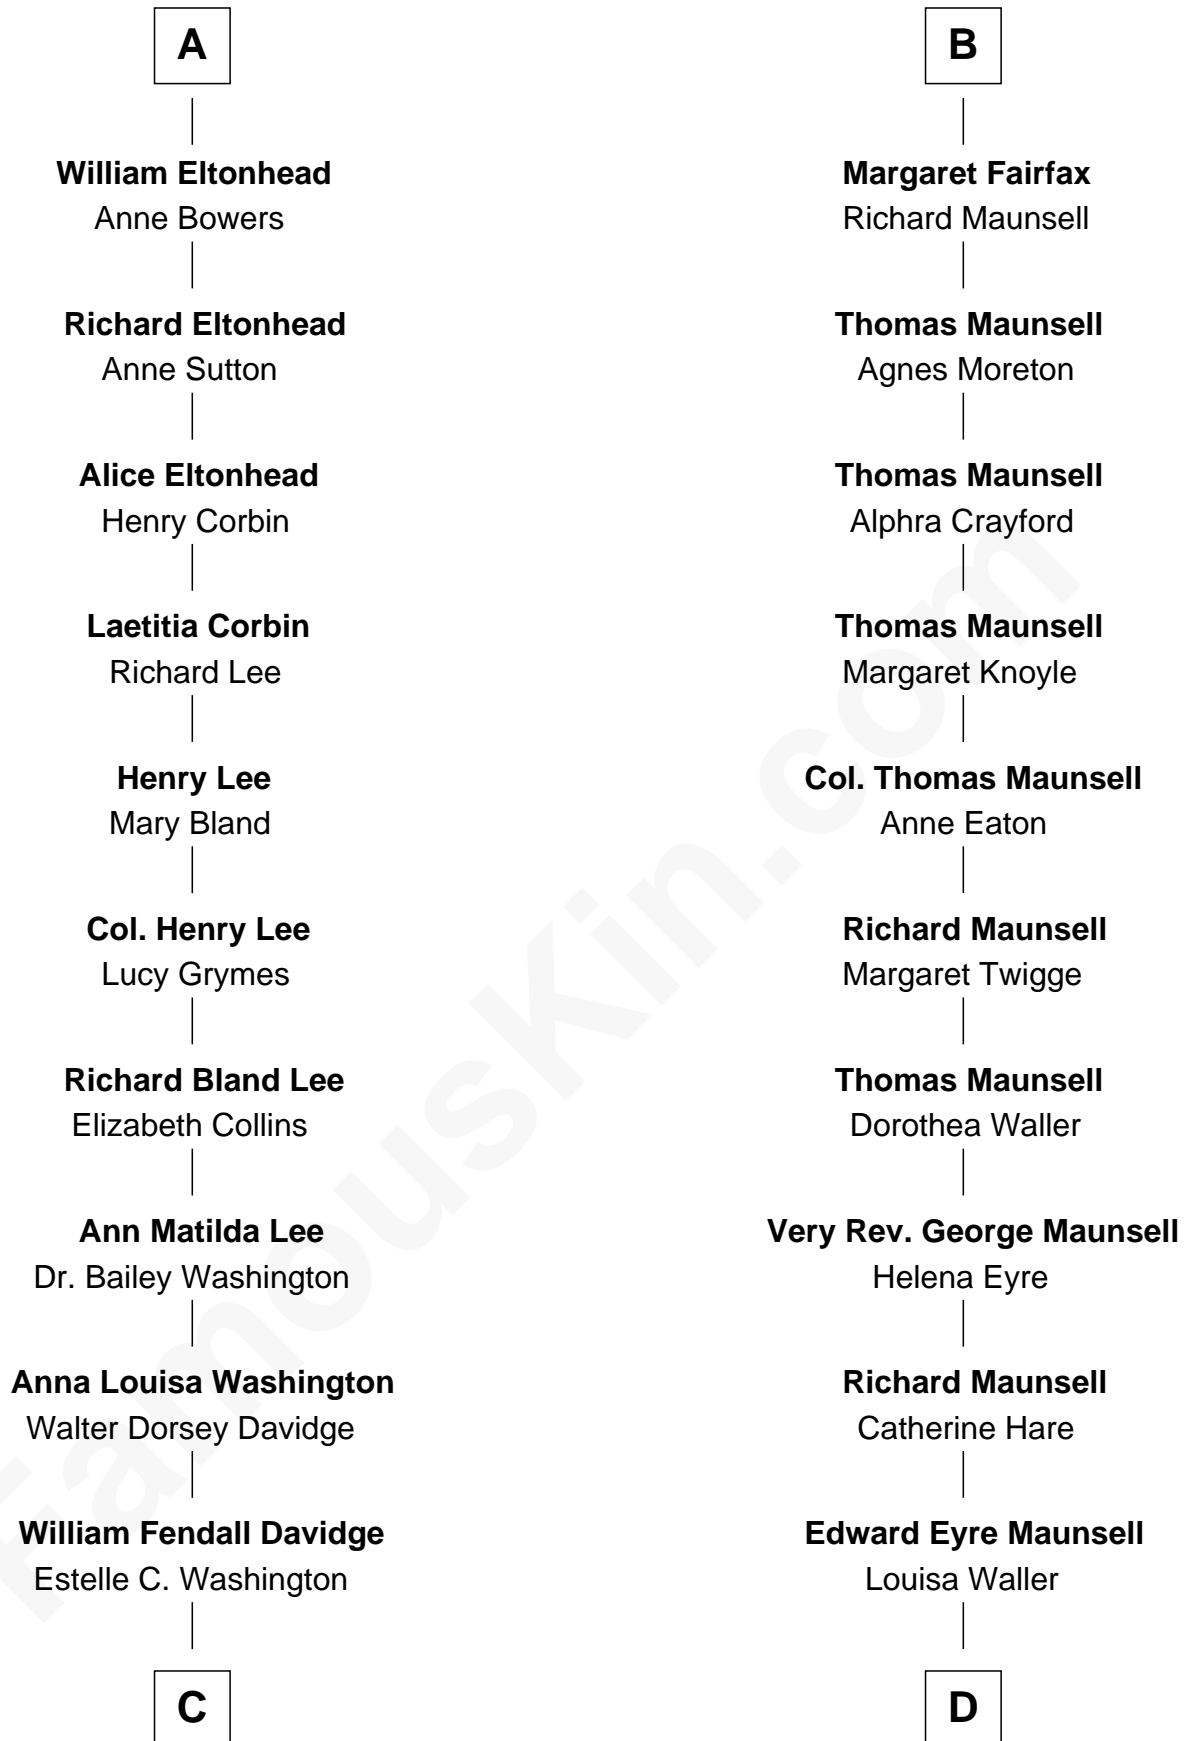 A
William Eltonhead
Anne Bowers
Richard Eltonhead
Anne Sutton
Alice Eltonhead
Henry Corbin
Laetitia Corbin
Richard Lee
Henry Lee
Mary Bland
Col. Henry Lee
Lucy Grymes
Richard Bland Lee
Elizabeth Collins
Ann Matilda Lee
Dr. Bailey Washington
Anna Louisa Washington
Walter Dorsey Davidge
William Fendall Davidge
Estelle C. Washington
C
B
Margaret Fairfax
Richard Maunsell
Thomas Maunsell
Agnes Moreton
Thomas Maunsell
Alphra Crayford
Thomas Maunsell
Margaret Knoyle
Col. Thomas Maunsell
Anne Eaton
Richard Maunsell
Margaret Twigge
Thomas Maunsell
Dorothea Waller
Very Rev. George Maunsell
Helena Eyre
Richard Maunsell
Catherine Hare
Edward Eyre Maunsell
Louisa Waller
D
FamousKin.com